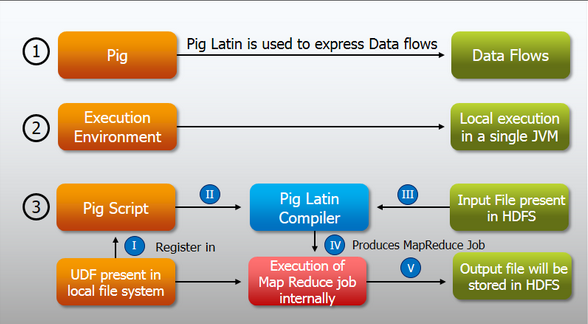 1
Pig
Pig Latin is used to express Data flows
Data Flows
2
Execution
Environment
Local execution
in a single JVM
3
Pig Script
II
Pig Latin
Compiler
III
Input File present
in HDFS
I
Register in
IV
Produces MapReduce Job
UDF present in
local file system
Execution of
Map Reduce job
internally
V
Output file will be
stored in HDFS